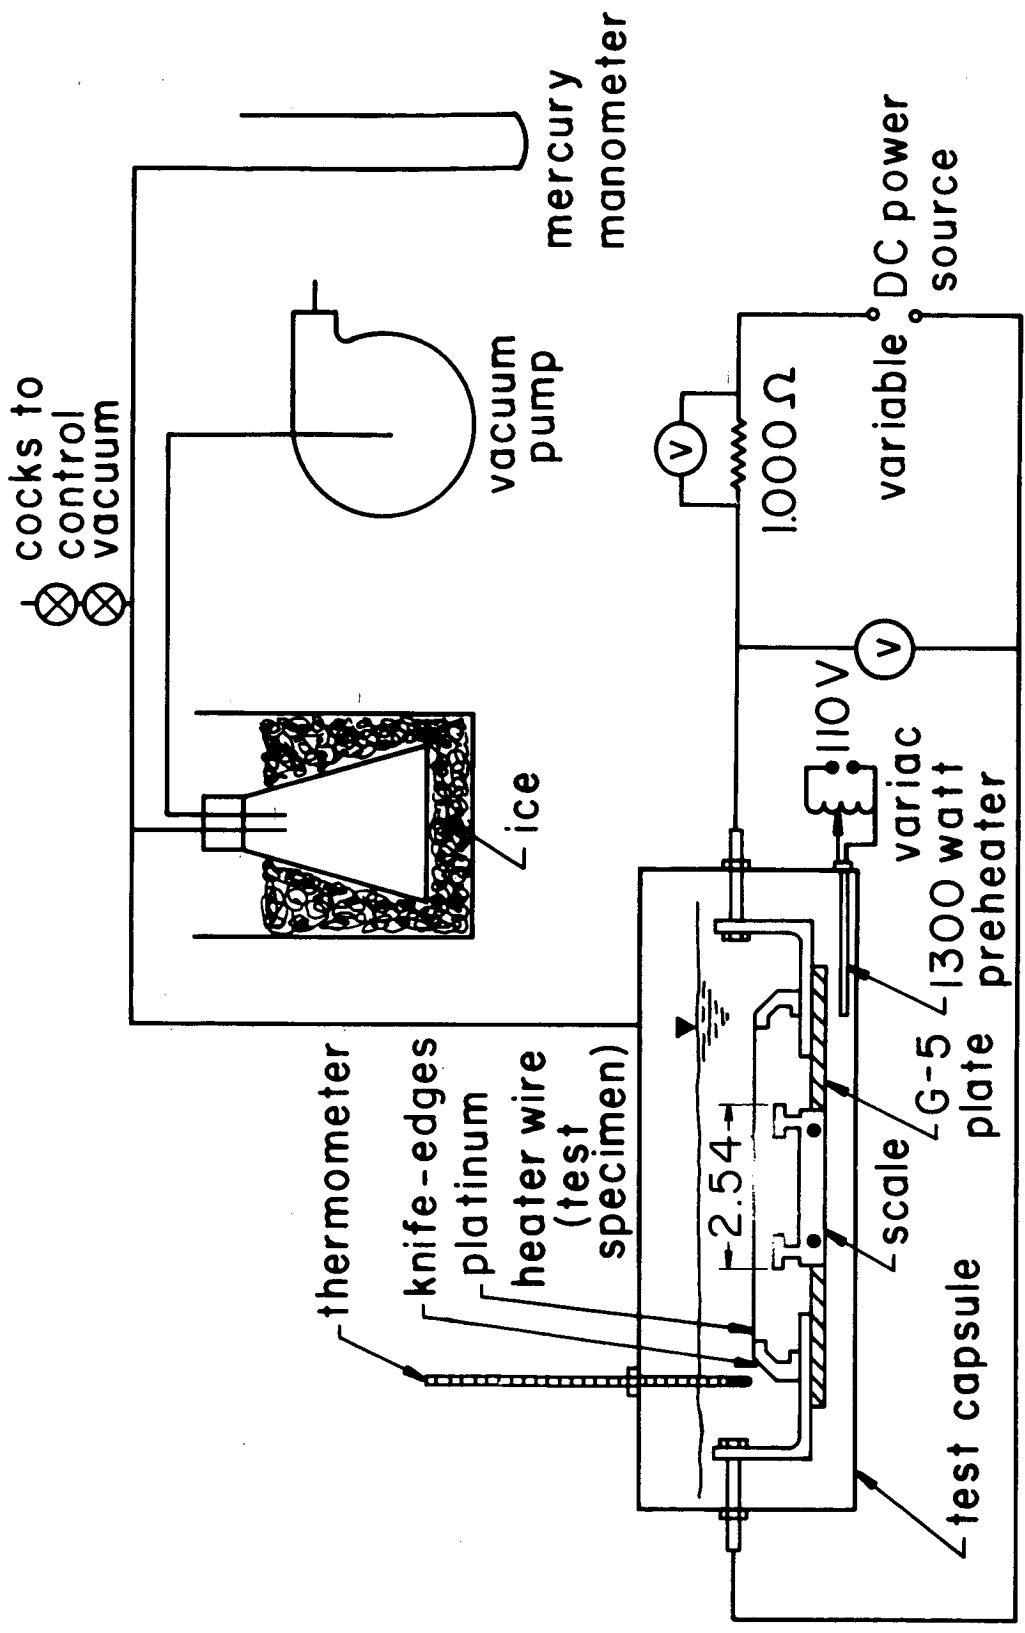 cocks to
control
vacuum
mercury
manometer
vacuum
pump
ice
thermometer
knife-edges
platinum
heater wire
(test
specimen)
2.54
V
1.000 Ω
variable
DC power
source
V
110V
variac
1300 watt
preheater
G-5
plate
scale
test capsule